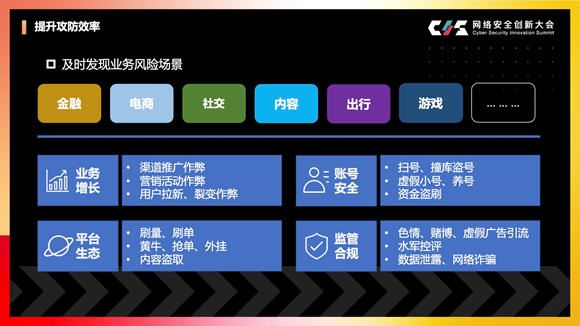 提升攻防效率
CIS 网络安全创新大会
Cyber Security Innovation Summit
及时发现业务风险场景
金融
电商
社交
内容
出行
游戏
... ... ...
业务
增长
• 渠道推广作弊
• 营销活动作弊
• 用户拉新、裂变作弊
账号
安全
• 扫号、撞库盗号
• 虚假小号、养号
• 资金盗刷
平台
生态
• 刷量、刷单
• 黄牛、抢单、外挂
• 内容盗取
监管
合规
• 色情、赌博、虚假广告引流
• 水军控评
• 数据泄露、网络诈骗